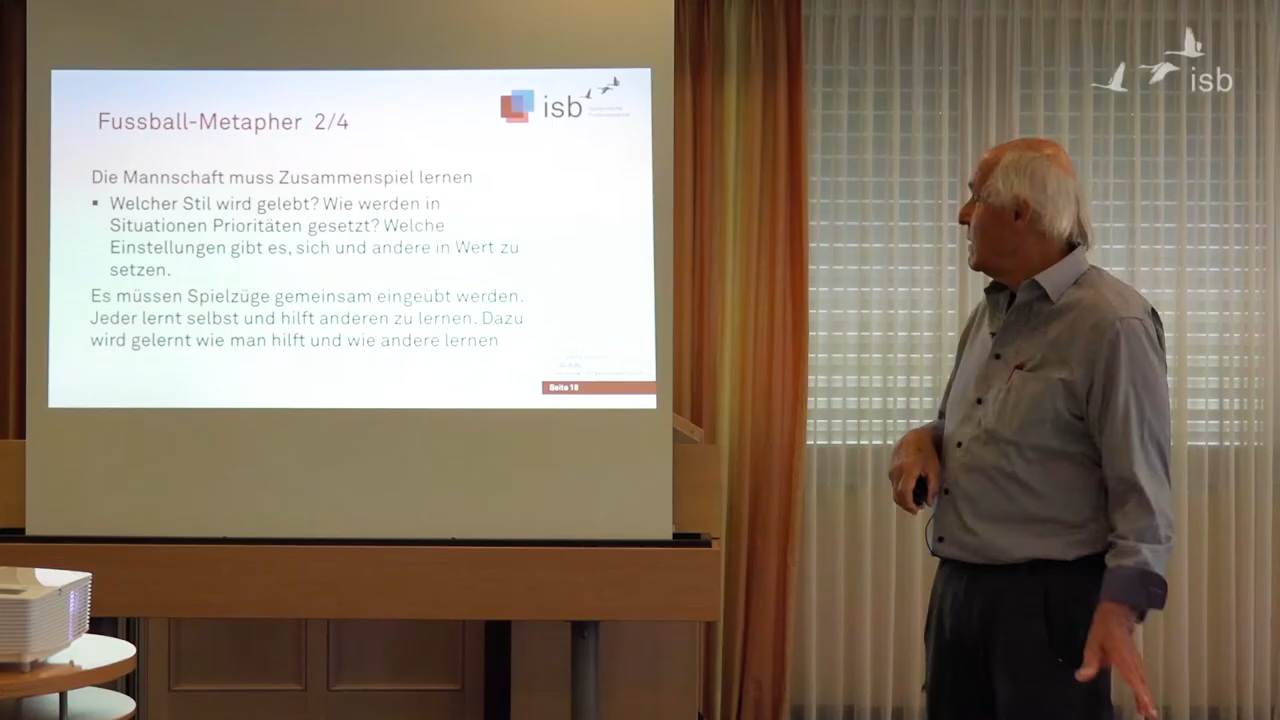 isb
isb
Fussball-Metapher 2/4
Die Mannschaft muss Zusammenspiel lernen
▪ Welcher Stil wird gelebt? Wie werden in
Situationen Prioritäten gesetzt? Welche
Einstellungen gibt es, sich und andere in Wert zu
setzen.
Es müssen Spielzüge gemeinsam eingeübt werden.
Jeder lernt selbst und hilft anderen zu lernen. Dazu
wird gelernt wie man hilft und wie andere lernen
Seite 18